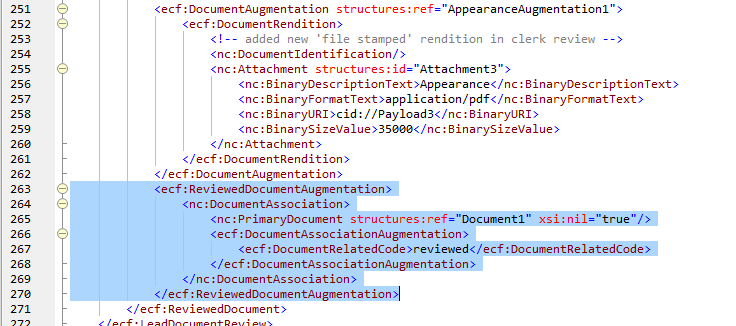 251 <ecf:DocumentAugmentation structures:ref="AppearanceAugmentation1">
252 <ecf:DocumentRendition>
253 <!-- added new 'file stamped' rendition in clerk review -->
254 <nc:DocumentIdentification/>
255 <nc:Attachment structures:id="Attachment3">
256 <nc:BinaryDescriptionText>Appearance</nc:BinaryDescriptionText>
257 <nc:BinaryFormatText>application/pdf</nc:BinaryFormatText>
258 <nc:BinaryURI>cid://Payload3</nc:BinaryURI>
259 <nc:BinarySizeValue>35000</nc:BinarySizeValue>
260 </nc:Attachment>
261 </ecf:DocumentRendition>
262 </ecf:DocumentAugmentation>
263 <ecf:ReviewedDocumentAugmentation>
264 <nc:DocumentAssociation>
265 <nc:PrimaryDocument structures:ref="Document1" xsi:nil="true"/>
266 <ecf:DocumentAssociationAugmentation>
267 <ecf:DocumentRelatedCode>reviewed</ecf:DocumentRelatedCode>
268 </ecf:DocumentAssociationAugmentation>
269 </nc:DocumentAssociation>
270 </ecf:ReviewedDocumentAugmentation>
271 </ecf:ReviewedDocument>
272 </ecf:LeadDocumentReview>